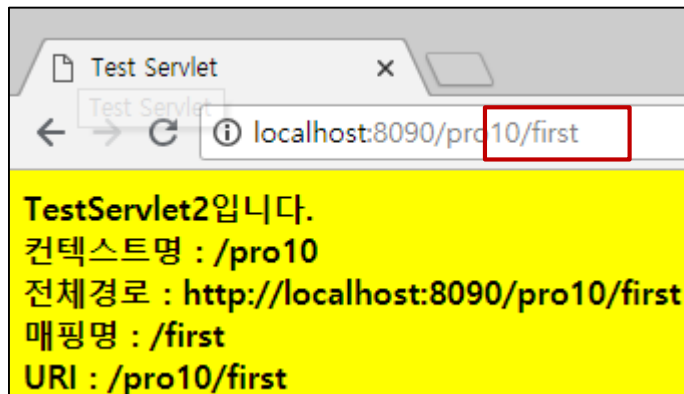 Test Servlet
Test Servlet
localhost:8090/pro10/first
TestServlet2입니다.
컨텍스트명 : /pro10
전체경로 : http://localhost:8090/pro10/first
매핑명 : /first
URI : /pro10/first